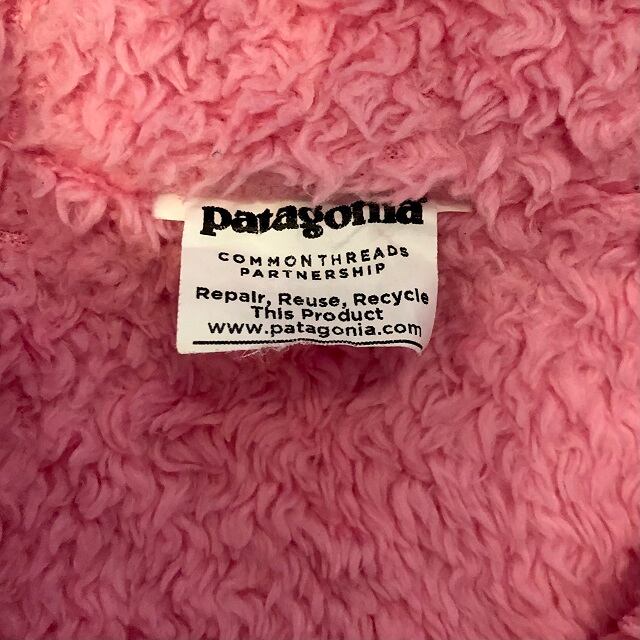 patagonia
COMMONTHREADS
PARTNERSHIP
Repair, Reuse, Recycle
This Product
www.patagonia.com